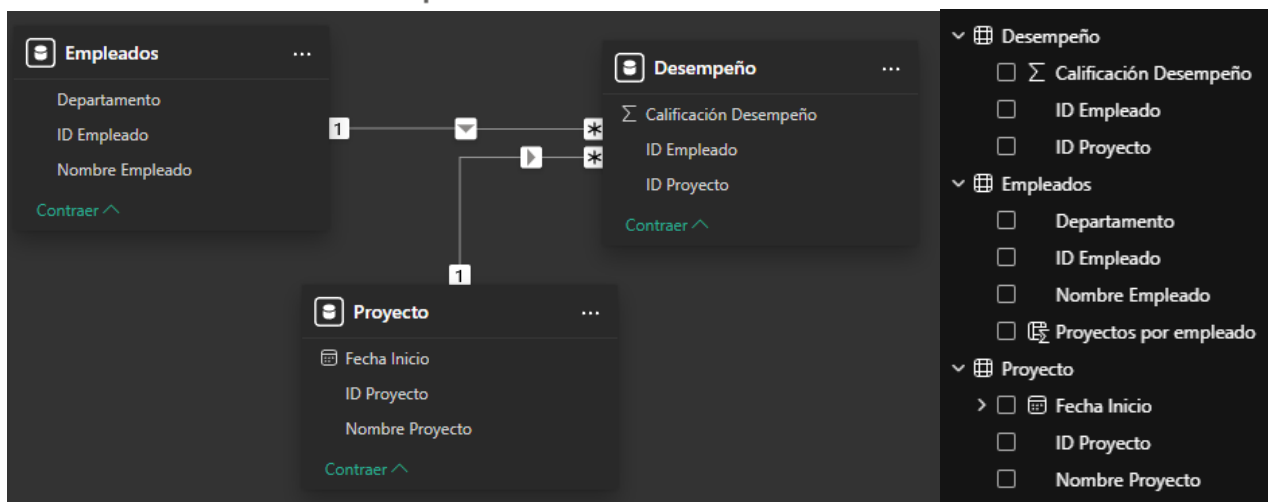 Empleados
...
Departamento
ID Empleado
Nombre Empleado
Contraer
1
*
*
1
Desempeño
...
∑ Calificación Desempeño
ID Empleado
ID Proyecto
Contraer
Proyecto
...
Fecha Inicio
ID Proyecto
Nombre Proyecto
Contraer
Desempeño
∑ Calificación Desempeño
ID Empleado
ID Proyecto
Empleados
Departamento
ID Empleado
Nombre Empleado
Proyectos por empleado
Proyecto
Fecha Inicio
ID Proyecto
Nombre Proyecto